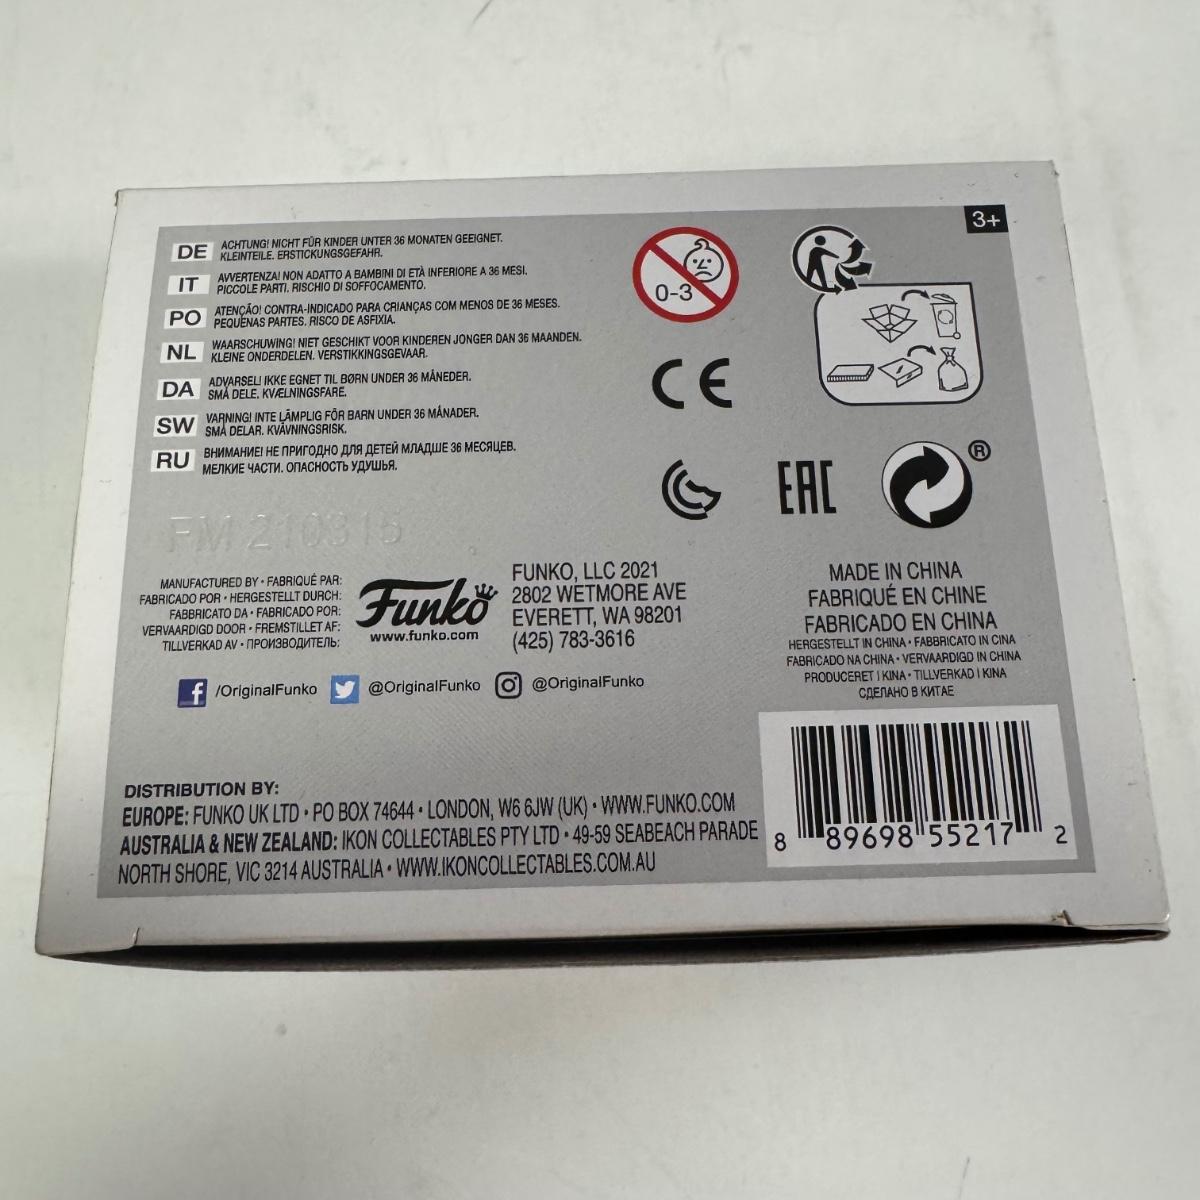 3+
DE ACHTUNG! NICHT FÜR KINDER UNTER 36 MONATEN GEEIGNET.
KLEINTEILE. ERSTICKUNGSGEFAHR.
IT AVVERTENZA! NON ADATTO A BAMBINI DI ETÀ INFERIORE A 36 MESI.
PICCOLE PARTI. RISCHIO DI SOFFOCAMENTO.
PO ATENÇÃO! CONTRA-INDICADO PARA CRIANÇAS COM MENOS DE 36 MESES.
PEQUENAS PARTES. RISCO DE ASFIXIA.
NL WAARSCHUWING! NIET GESCHIKT VOOR KINDEREN JONGER DAN 36 MAANDEN.
KLEINE ONDERDELEN. VERSTIKKINGSGEVAAR.
DA ADVARSEL! IKKE EGNET TIL BØRN UNDER 36 MÅNEDER.
SMÅ DELE. KVÆLNINGSFARE.
SW VARNING! INTE LÄMPLIG FÖR BARN UNDER 36 MÅNADER.
SMÅ DELAR. KVÄVNINGSRISK.
RU ВНИМАНИЕ! НЕ ПРИГОДНО ДЛЯ ДЕТЕЙ МЛАДШЕ 36 МЕСЯЦЕВ.
МЕЛКИЕ ЧАСТИ. ОПАСНОСТЬ УДУШЬЯ.
0-3
CE
EAC
®
FM 210315
MANUFACTURED BY • FABRIQUÉ PAR:
FABRICADO POR • HERGESTELLT DURCH:
FABBRICATO DA • FABRICADO POR:
VERVAARDIGD DOOR • FREMSTILLET AF:
TILLVERKAD AV • ПРОИЗВОДИТЕЛЬ:
Funko
www.funko.com
FUNKO, LLC 2021
2802 WETMORE AVE
EVERETT, WA 98201
(425) 783-3616
MADE IN CHINA
FABRIQUÉ EN CHINE
FABRICADO EN CHINA
HERGESTELLT IN CHINA • FABBRICATO IN CINA
FABRICADO NA CHINA • VERVAARDIGD IN CHINA
PRODUCERET I KINA • TILLVERKAD I KINA
СДЕЛАНО В КИТАЕ
f /OriginalFunko @OriginalFunko @OriginalFunko
DISTRIBUTION BY:
EUROPE: FUNKO UK LTD • PO BOX 74644 • LONDON, W6 6JW (UK) • WWW.FUNKO.COM
AUSTRALIA & NEW ZEALAND: IKON COLLECTABLES PTY LTD • 49-59 SEABEACH PARADE
NORTH SHORE, VIC 3214 AUSTRALIA • WWW.IKONCOLLECTABLES.COM.AU
8 89698 55217 2